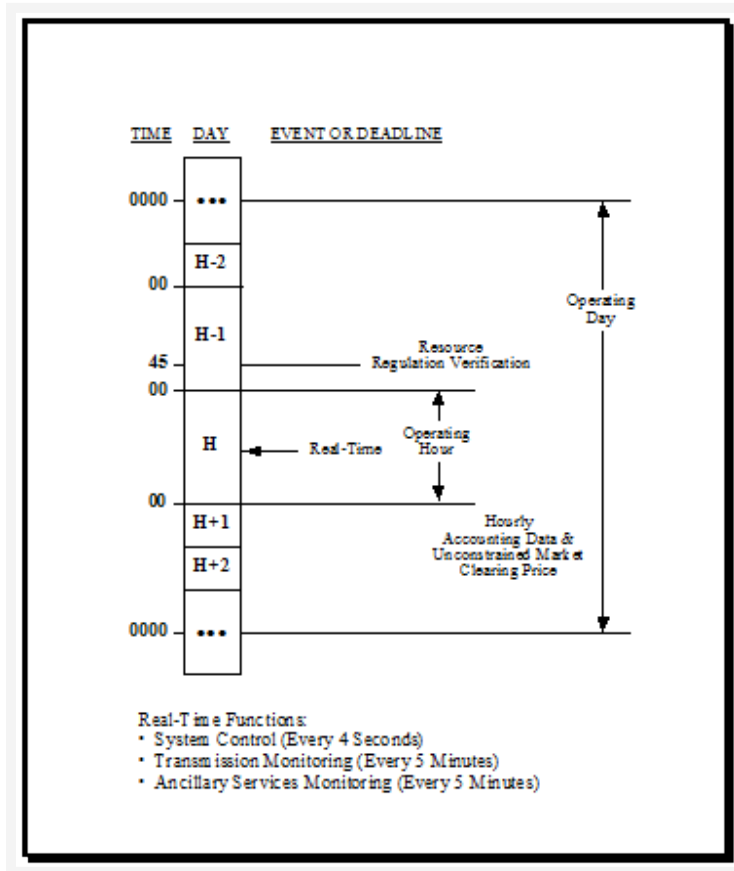 TIME DAY EVENT OR DEADLINE
0000 •••
H-2
00
H-1
Operating
Day
45 Resource
Regulation Verification
00
H Real-Time Operating
Hour
00
H+1 Hourly
Accounting Data &
Unconstrained Market
Clearing Price
H+2
0000 •••
Real-Time Functions:
• System Control (Every 4 Seconds)
• Transmission Monitoring (Every 5 Minutes)
• Ancillary Services Monitoring (Every 5 Minutes)